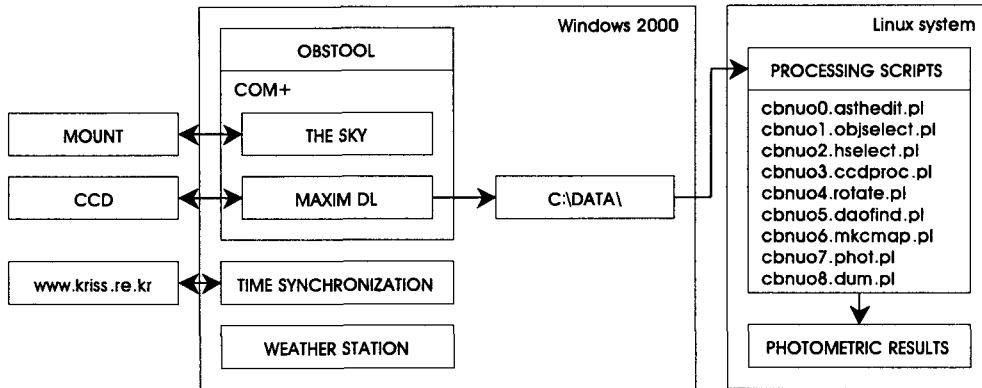 Windows 2000
Linux system
OBSTOOL
COM+
MOUNT
THE SKY
CCD
MAXIM DL
C:\DATA\
www.kriss.re.kr
TIME SYNCHRONIZATION
WEATHER STATION
PROCESSING SCRIPTS
cbnuo0.asthedit.pl
cbnuo1.objselect.pl
cbnuo2.hselect.pl
cbnuo3.ccdproc.pl
cbnuo4.rotate.pl
cbnuo5.daofind.pl
cbnuo6.mkcmap.pl
cbnuo7.phot.pl
cbnuo8.dum.pl
PHOTOMETRIC RESULTS